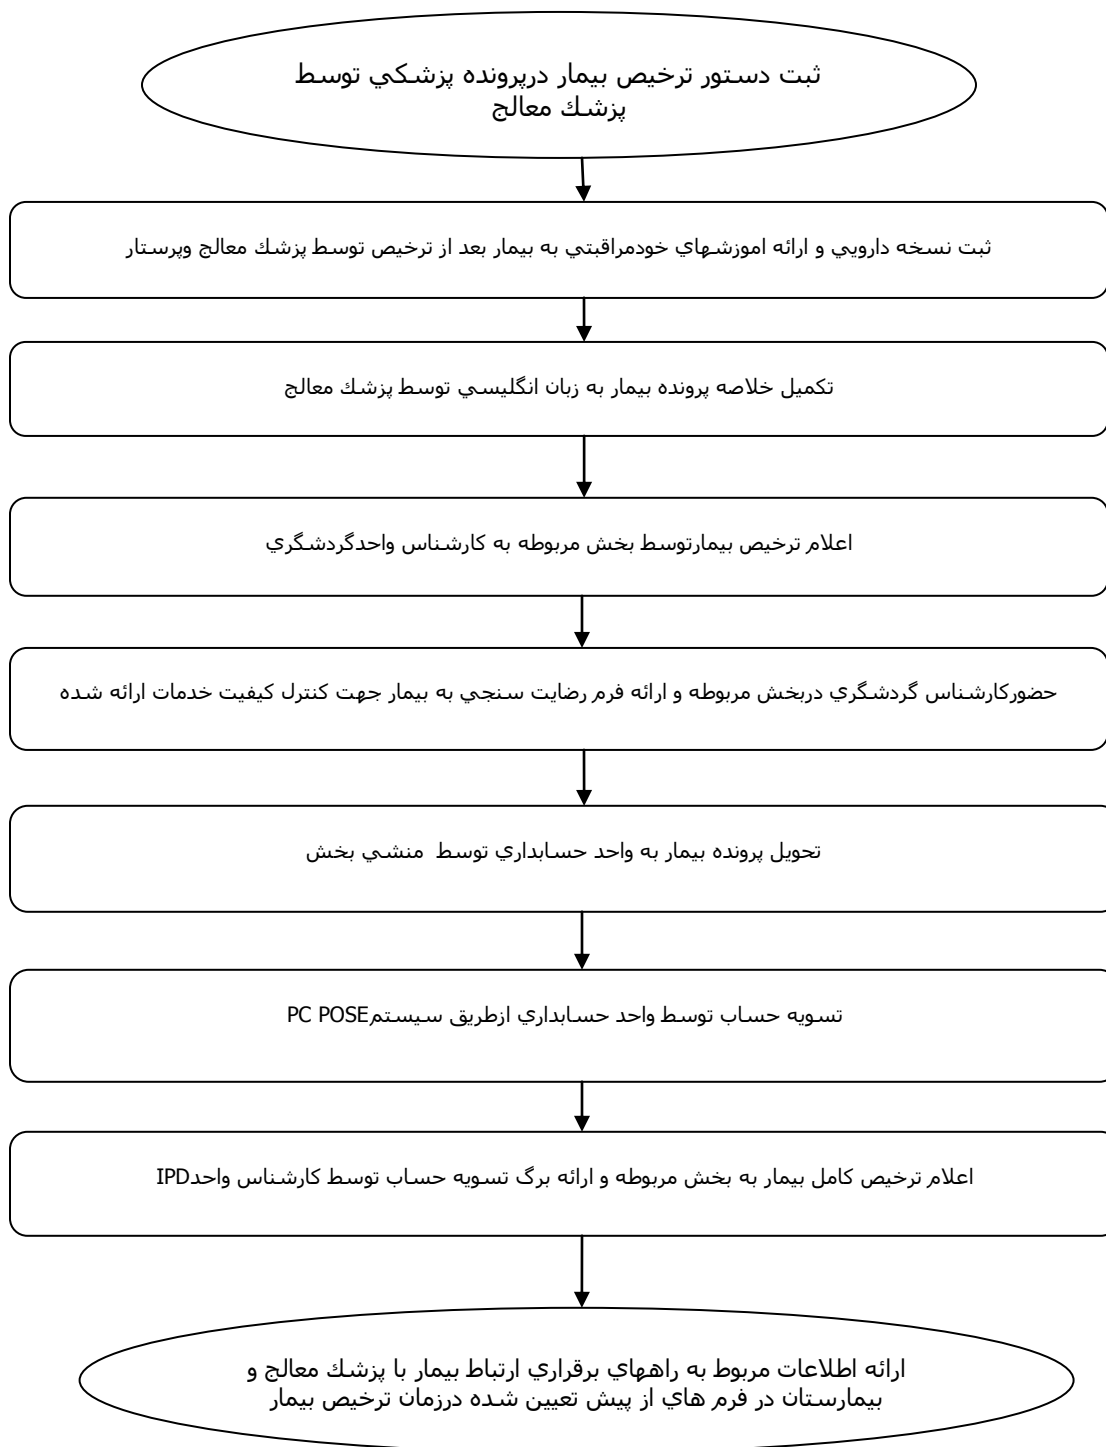 ثبت دستور ترخيص بيمار درپرونده پزشكي توسط
پزشك معالج
ثبت نسخه دارويي و ارائه اموزشهاي خودمراقبتي به بيمار بعد از ترخيص توسط پزشك معالج وپرستار
تكميل خلاصه پرونده بيمار به زبان انگليسي توسط پزشك معالج
اعلام ترخيص بيمارتوسط بخش مربوطه به كارشناس واحدگردشگري
حضوركارشناس گردشگري دربخش مربوطه و ارائه فرم رضايت سنجي به بيمار جهت كنترل كيفيت خدمات ارائه شده
تحويل پرونده بيمار به واحد حسابداري توسط منشي بخش
تسويه حساب توسط واحد حسابداري ازطريق سيستمPC POSE
اعلام ترخيص كامل بيمار به بخش مربوطه و ارائه برگ تسويه حساب توسط كارشناس واحدIPD
ارائه اطلاعات مربوط به راههاي برقراري ارتباط بيمار با پزشك معالج و
بيمارستان در فرم هاي از پيش تعيين شده درزمان ترخيص بيمار